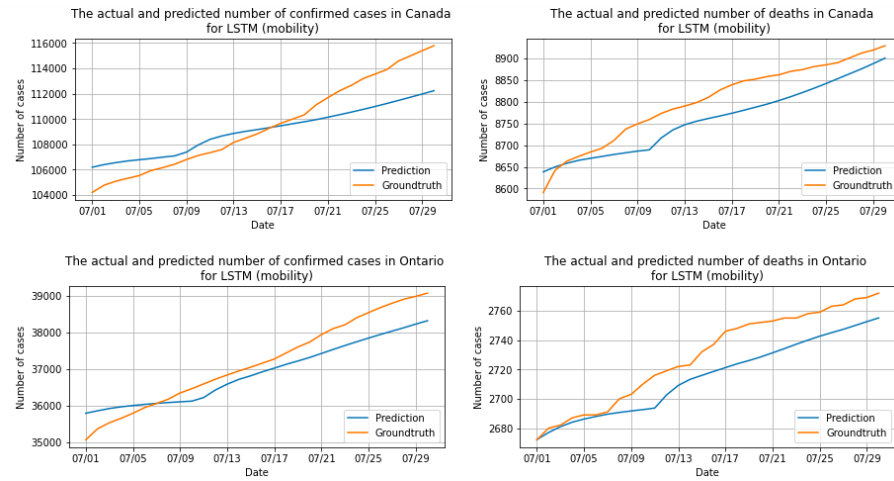 The actual and predicted number of confirmed cases in Canada
for LSTM (mobility)
116000
114000
112000
110000
108000
106000
104000
Number of cases
Prediction
Groundtruth
07/01 07/05 07/09 07/13 07/17 07/21 07/25 07/29
Date
The actual and predicted number of deaths in Canada
for LSTM (mobility)
8900
8850
8800
8750
8700
8650
8600
Number of cases
Prediction
Groundtruth
07/01 07/05 07/09 07/13 07/17 07/21 07/25 07/29
Date
The actual and predicted number of confirmed cases in Ontario
for LSTM (mobility)
39000
38000
37000
36000
35000
Number of cases
Prediction
Groundtruth
07/01 07/05 07/09 07/13 07/17 07/21 07/25 07/29
Date
The actual and predicted number of deaths in Ontario
for LSTM (mobility)
2760
2740
2720
2700
2680
Number of cases
Prediction
Groundtruth
07/01 07/05 07/09 07/13 07/17 07/21 07/25 07/29
Date